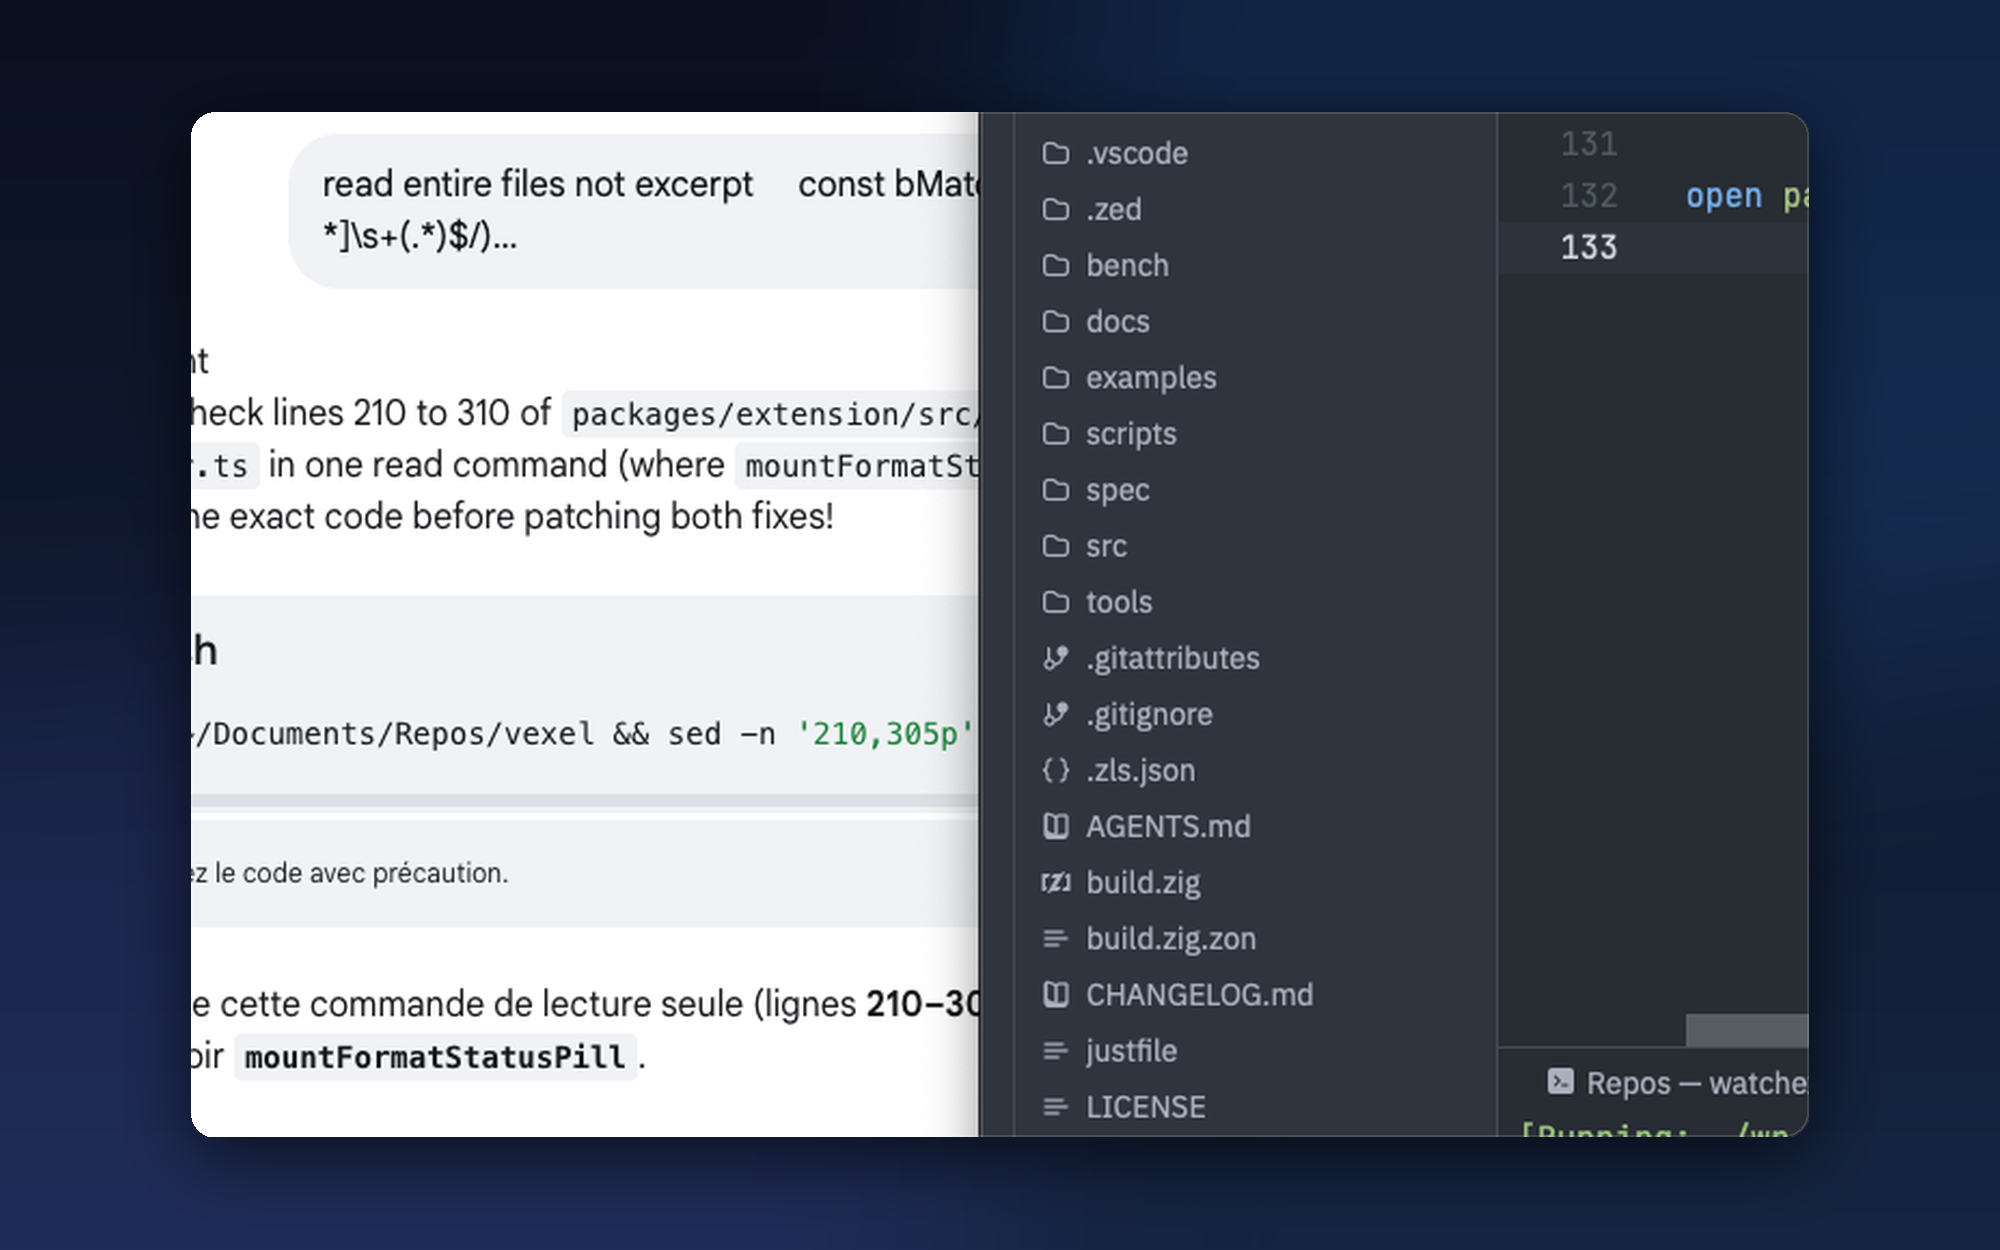 read entire files not excerpt const bMat
*]\s+(.*)$/)...
heck lines 210 to 310 of packages/extension/src/
.ts in one read command (where mountFormatSt
he exact code before patching both fixes!
h
/Documents/Repos/vexel && sed -n '210,305p'
ez le code avec précaution.
e cette commande de lecture seule (lignes 210-30
oir mountFormatStatusPill.
.vscode
.zed
bench
docs
examples
scripts
spec
src
tools
.gitattributes
.gitignore
.zls.json
AGENTS.md
build.zig
build.zig.zon
CHANGELOG.md
justfile
LICENSE
131
132 open pa
133
Repos — watche
[Running: ./wp